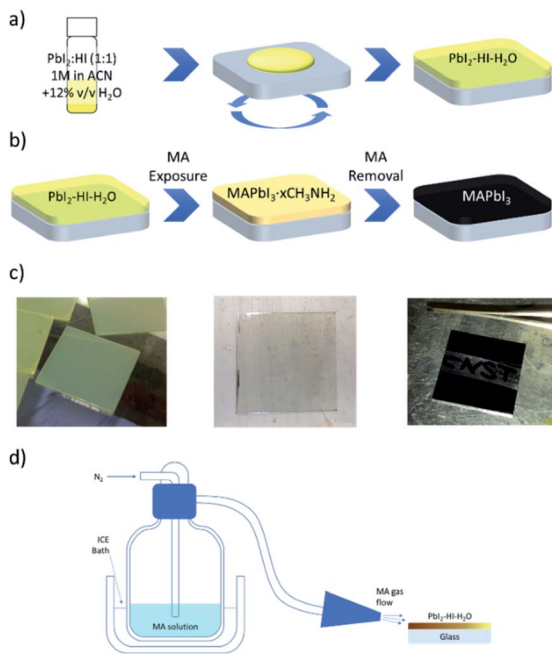 a)
PbI₂:HI (1:1)
1M in ACN
+12% v/v H₂O
PbI₂-HI-H₂O
b)
PbI₂-HI-H₂O
MA
Exposure
MAPbI₃·xCH₃NH₂
MA
Removal
MAPbI₃
c)
CNST
d)
N₂
ICE
Bath
MA solution
MA gas
flow
PbI₂-HI-H₂O
Glass